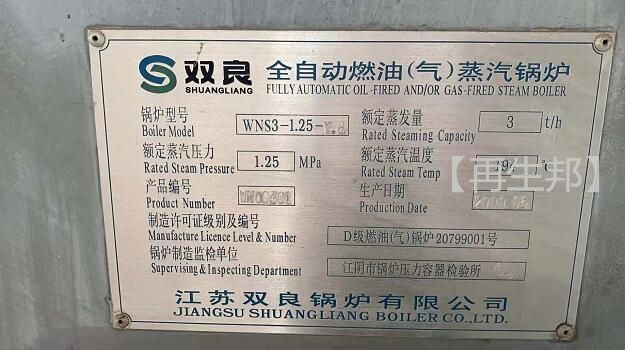 双良 全自动燃油(气)蒸汽锅炉
SHUANGLIANG FULLY AUTOMATIC OIL-FIRED AND/OR GAS-FIRED STEAM BOILER
锅炉型号 额定蒸发量
Boiler Model WNS3-1.25- Rated Steaming Capacity 3 t/h
额定蒸汽压力 额定蒸汽温度
Rated Steam Pressure 1.25 MPa Rated Steam Temp 194 ℃
【再生邦】
产品编号 生产日期
Product Number Production Date
制造许可证级别及编号
Manufacture Licence Level & Number D级燃油(气)锅炉20799001号
锅炉制造监检单位
Supervising & Inspecting Department 江阴市锅炉压力容器检验所
江苏双良锅炉有限公司
JIANGSU SHUANGLIANG BOILER CO.,LTD.